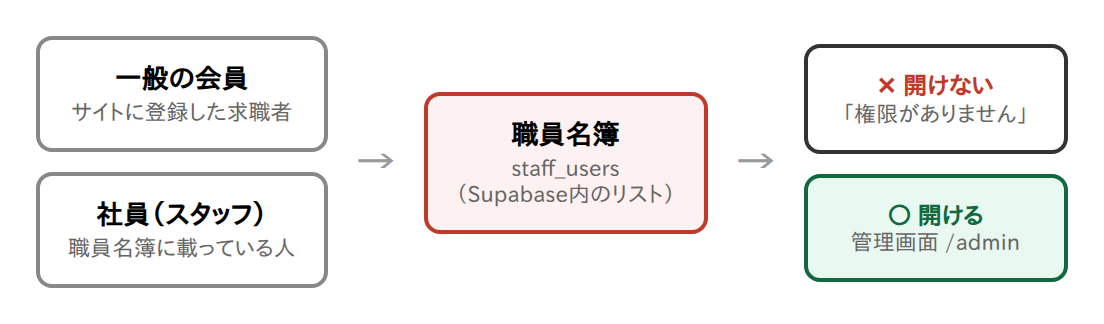 一般の会員
サイトに登録した求職者
社員（スタッフ）
職員名簿に載っている人
→
職員名簿
staff_users
（Supabase内のリスト）
→
× 開けない
「権限がありません」
○ 開ける
管理画面 /admin